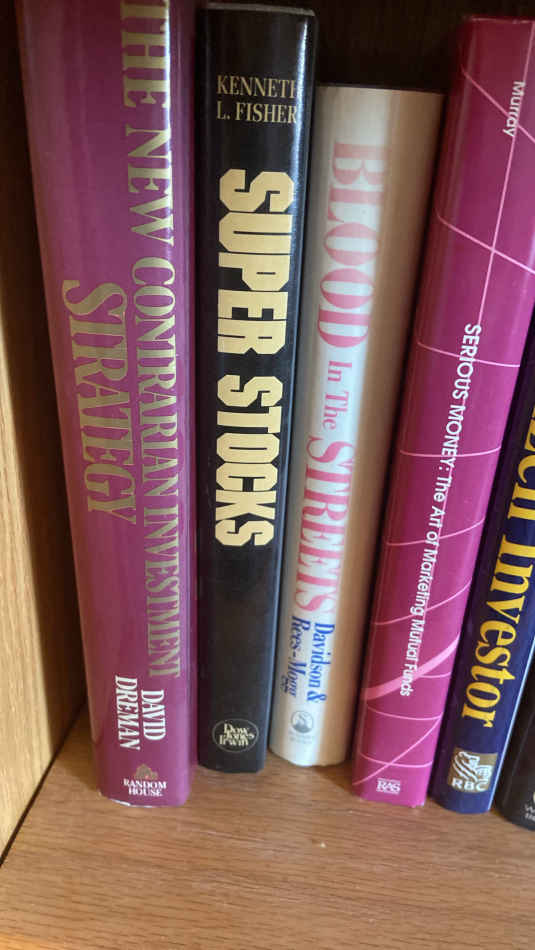 THE NEW CONTRARIAN INVESTMENT
STRATEGY
DAVID
DREMAN
RANDOM
HOUSE
KENNETH
L. FISHER
SUPER STOCKS
Dow
Jones
Irwin
BLOOD In The STREETS
Davidson &
Rees-Mogg
Murray
SERIOUS MONEY: The Art of Marketing Mutual Funds
RAS
Investor
RBC